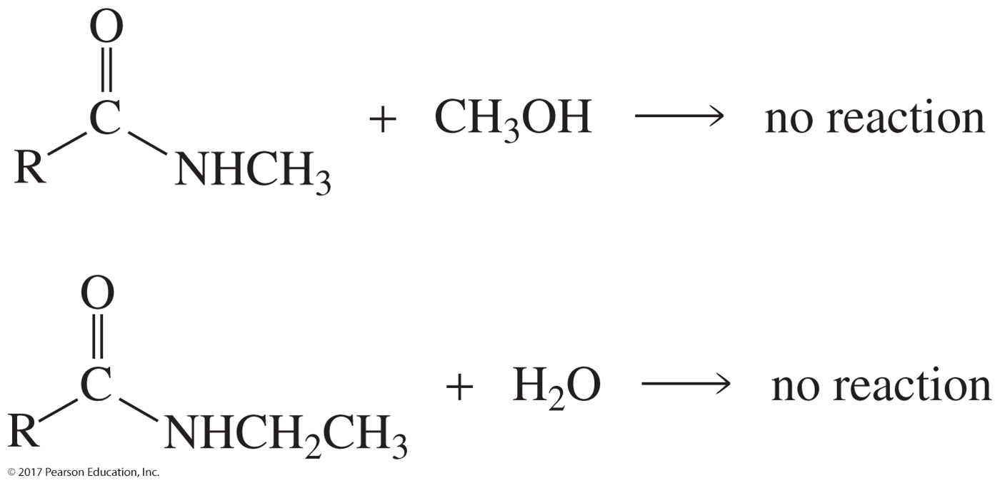 O
C
R NHCH₃ + CH₃OH ⟶ no reaction
O
C
R NHCH₂CH₃ + H₂O ⟶ no reaction
© 2017 Pearson Education, Inc.